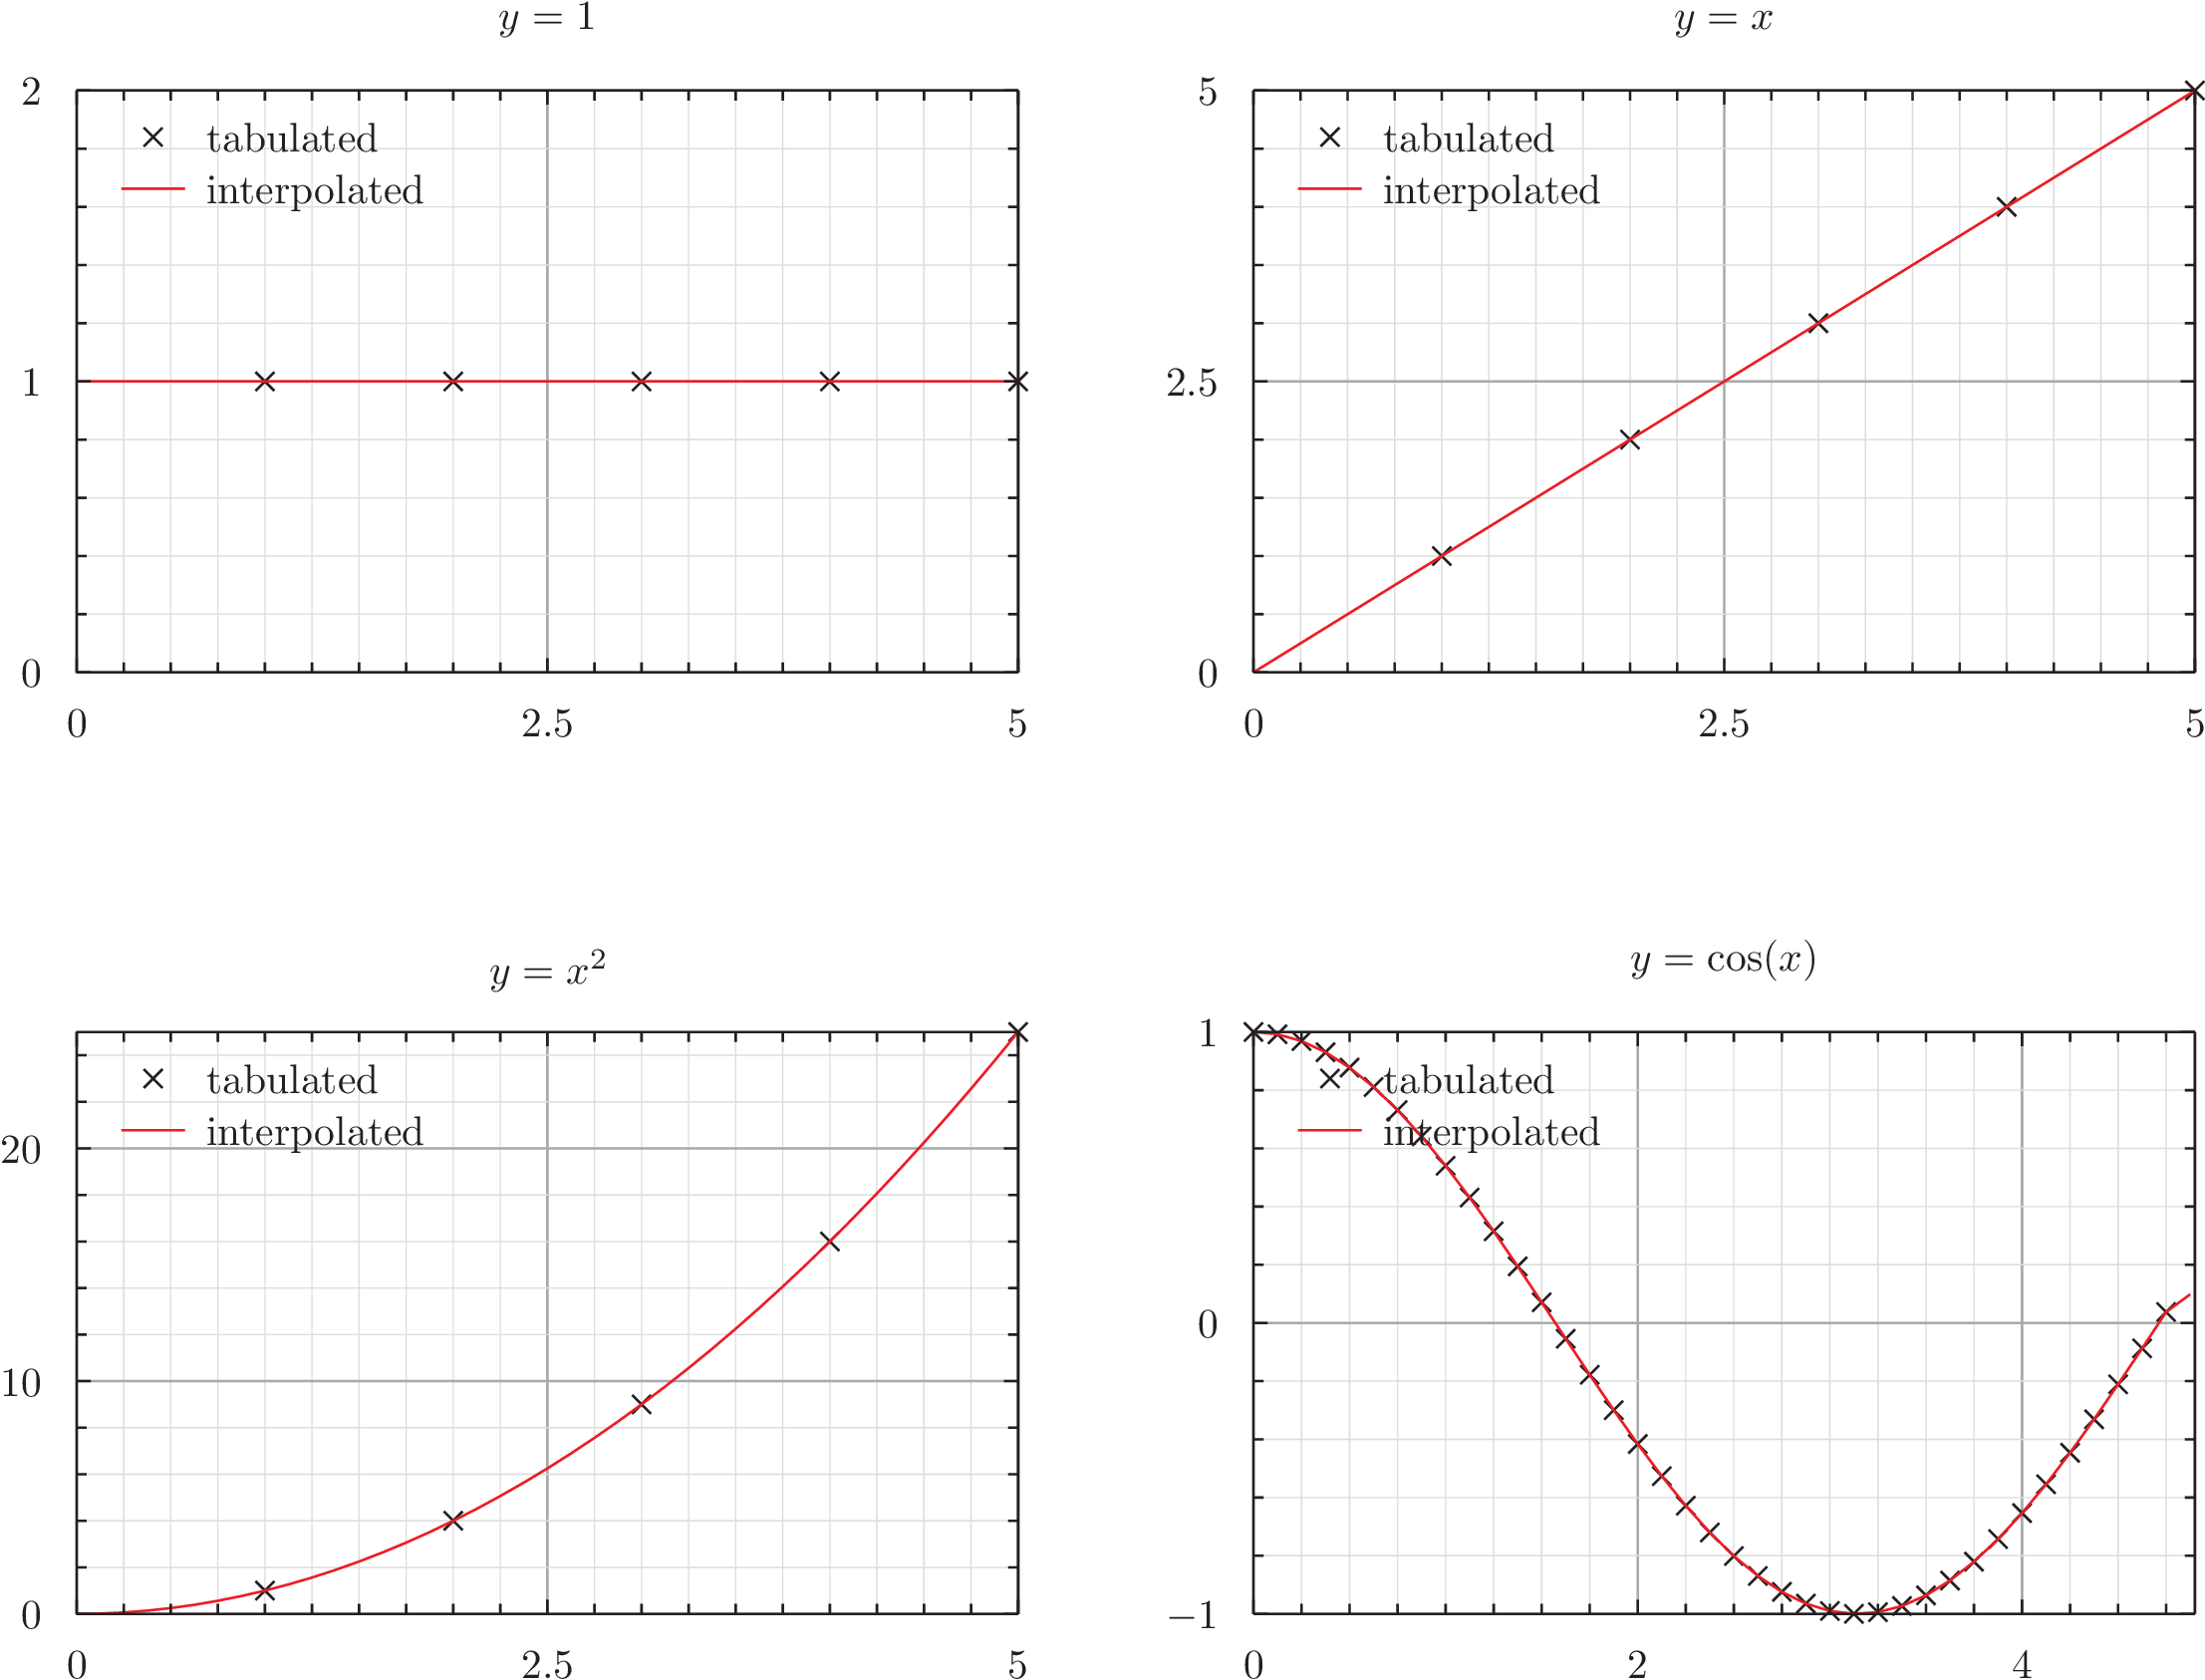 y = 1
2
tabulated
interpolated
1
0
0 2.5 5
y = x
5
tabulated
interpolated
2.5
0
0 2.5 5
y = x²
tabulated
interpolated
20
10
0
0 2.5 5
y = cos(x)
1
tabulated
interpolated
0
−1
0 2 4